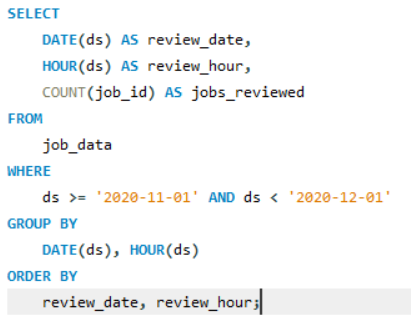 SELECT
    DATE(ds) AS review_date,
    HOUR(ds) AS review_hour,
    COUNT(job_id) AS jobs_reviewed
FROM
    job_data
WHERE
    ds >= '2020-11-01' AND ds < '2020-12-01'
GROUP BY
    DATE(ds), HOUR(ds)
ORDER BY
    review_date, review_hour;